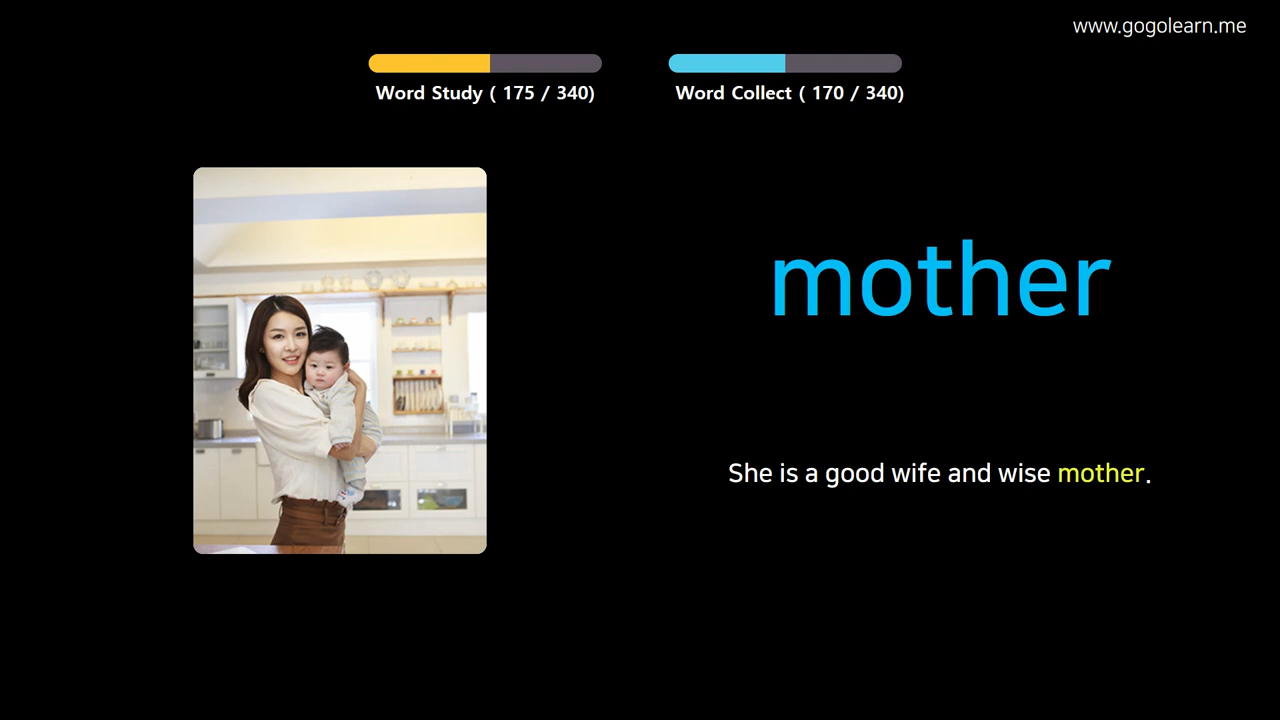 www.gogolearn.me
Word Study ( 175 / 340)
Word Collect ( 170 / 340)
mother
She is a good wife and wise mother.